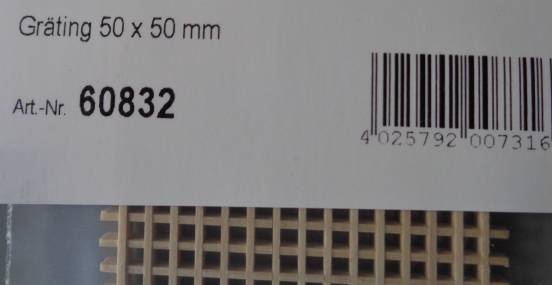 Gräting 50 x 50 mm
Art.-Nr. 60832
4 025792 007316